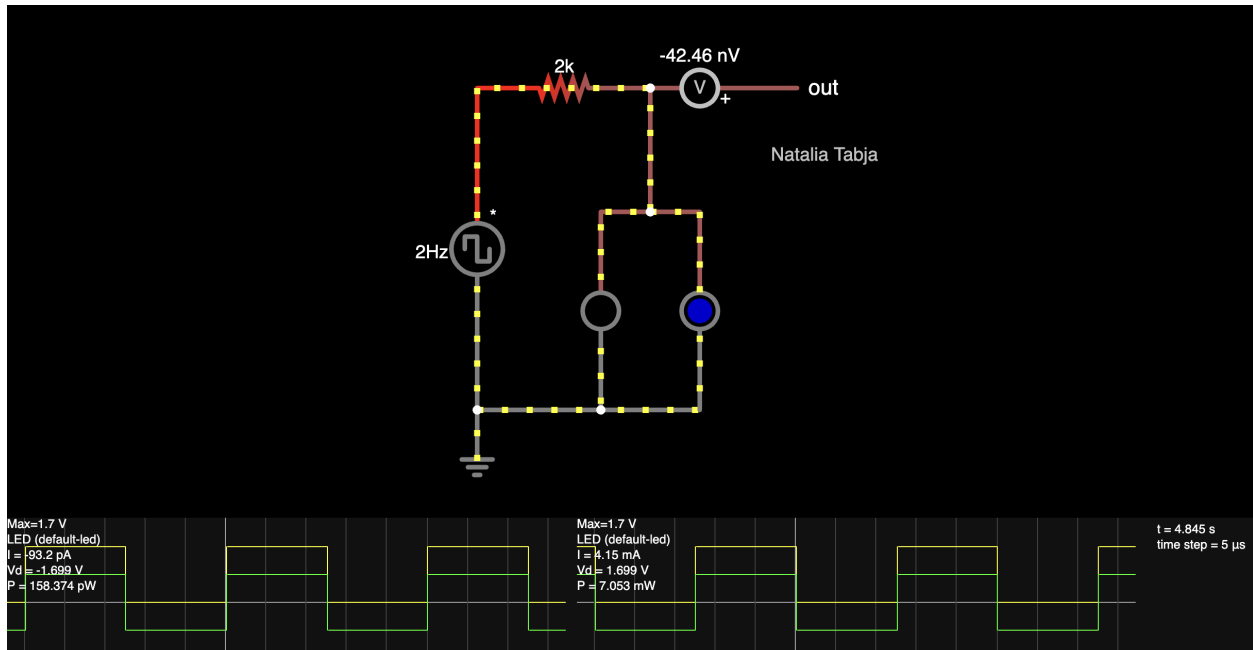 -42.46 nV
2k
V
+
out
Natalia Tabja
*
2Hz
Max=1.7 V
LED (default-led)
I = -93.2 pA
Vd = -1.699 V
P = 158.374 pW
Max=1.7 V
LED (default-led)
I = 4.15 mA
Vd = 1.699 V
P = 7.053 mW
t = 4.845 s
time step = 5 µs